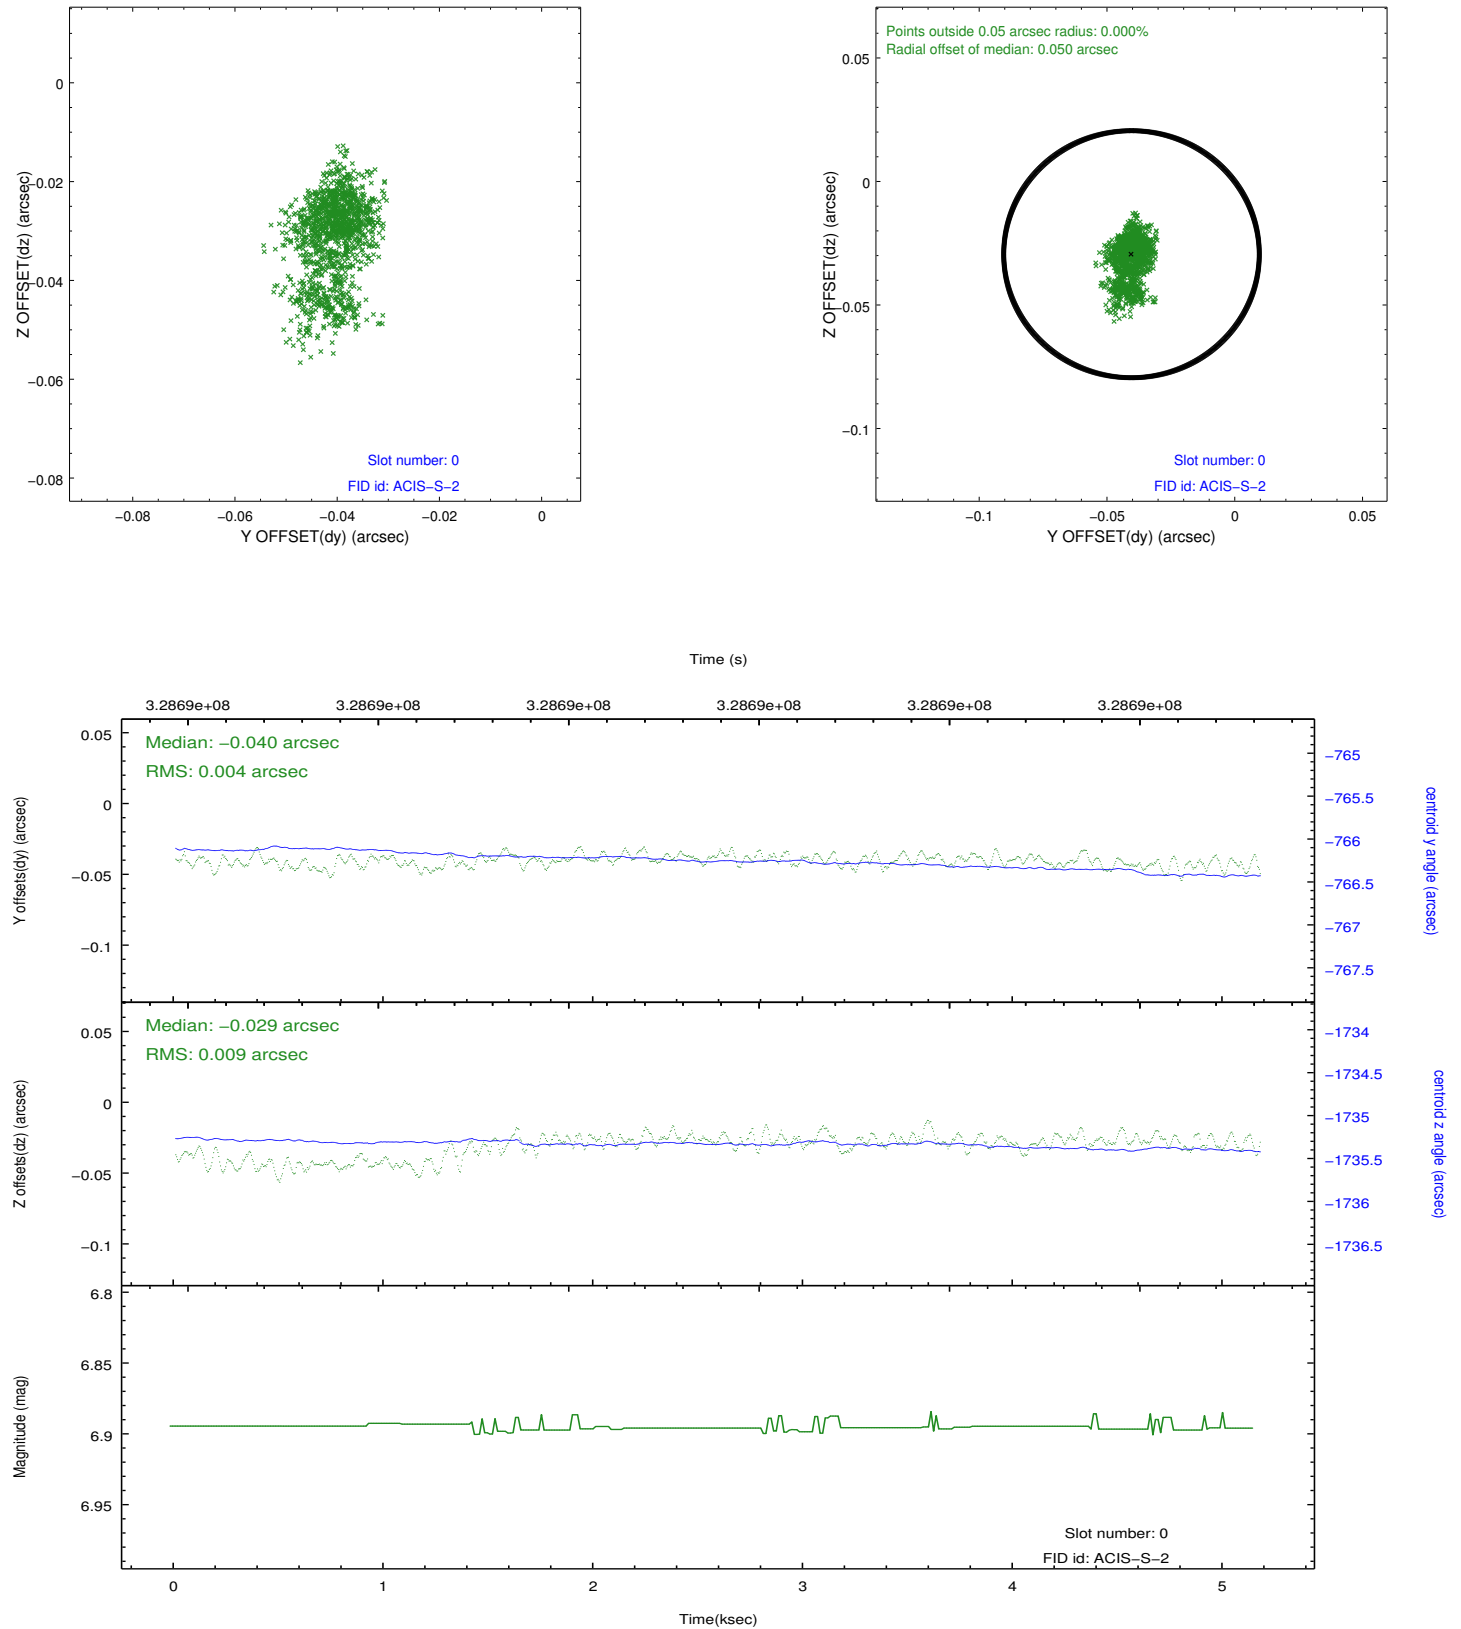 0
−0.02
−0.04
−0.06
−0.08
Z OFFSET(dz) (arcsec)
Slot number: 0
FID id: ACIS−S−2
−0.08
−0.06
−0.04
−0.02
0
Y OFFSET(dy) (arcsec)
Points outside 0.05 arcsec radius: 0.000%
Radial offset of median: 0.050 arcsec
0.05
0
−0.05
−0.1
Z OFFSET(dz) (arcsec)
Slot number: 0
FID id: ACIS−S−2
−0.1
−0.05
0
0.05
Y OFFSET(dy) (arcsec)
Time (s)
3.2869e+08
3.2869e+08
3.2869e+08
3.2869e+08
3.2869e+08
3.2869e+08
Median: −0.040 arcsec
RMS: 0.004 arcsec
0.05
0
−0.05
−0.1
Y offsets(dy) (arcsec)
−765
−765.5
−766
−766.5
−767
−767.5
centroid y angle (arcsec)
Median: −0.029 arcsec
RMS: 0.009 arcsec
0.05
0
−0.05
−0.1
Z offsets(dz) (arcsec)
−1734
−1734.5
−1735
−1735.5
−1736
−1736.5
centroid z angle (arcsec)
6.8
6.85
6.9
6.95
Magnitude (mag)
Slot number: 0
FID id: ACIS−S−2
0
1
2
3
4
5
Time(ksec)